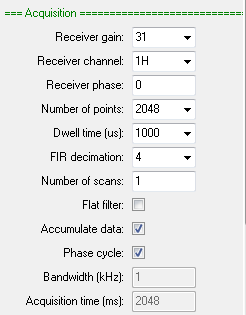 === Acquisition ===========================
Receiver gain: 31
Receiver channel: 1H
Receiver phase: 0
Number of points: 2048
Dwell time (us): 1000
FIR decimation: 4
Number of scans: 1
Flat filter:
Accumulate data:
Phase cycle:
Bandwidth (kHz): 1
Acquisition time (ms): 2048